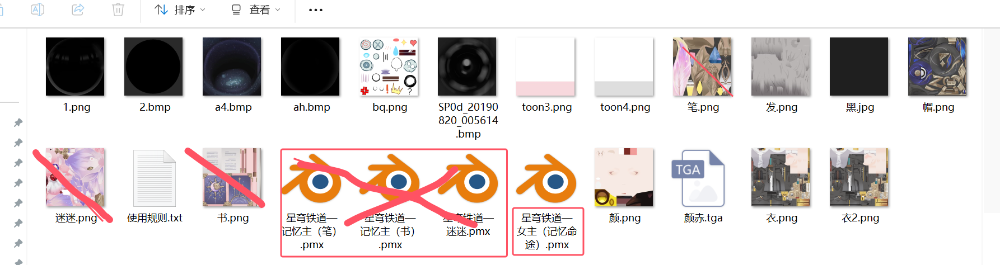 排序
查看
1.png
2.bmp
a4.bmp
ah.bmp
bq.png
SP0d_20190
820_005614
.bmp
toon3.png
toon4.png
笔.png
发.png
黑.jpg
帽.png
迷迷.png
使用规则.txt
书.png
星穹铁道—
记忆主（笔）
.pmx
星穹铁道—
记忆主（书）
.pmx
星穹铁道—
迷迷.pmx
星穹铁道—
女主（记忆命
途）.pmx
颜.png
TGA
颜赤.tga
衣.png
衣2.png